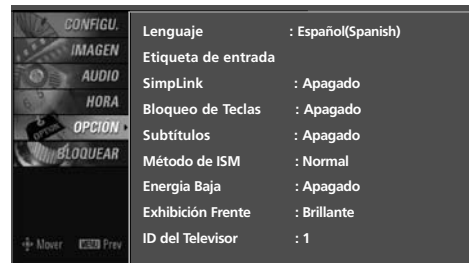 CONFIGU.
IMAGEN
AUDIO
HORA
OPCION
BLOQUEAR
Mover MENU Prev
Lenguaje : Español(Spanish)
Etiqueta de entrada
SimpLink : Apagado
Bloqueo de Teclas : Apagado
Subtítulos : Apagado
Método de ISM : Normal
Energia Baja : Apagado
Exhibición Frente : Brillante
ID del Televisor : 1